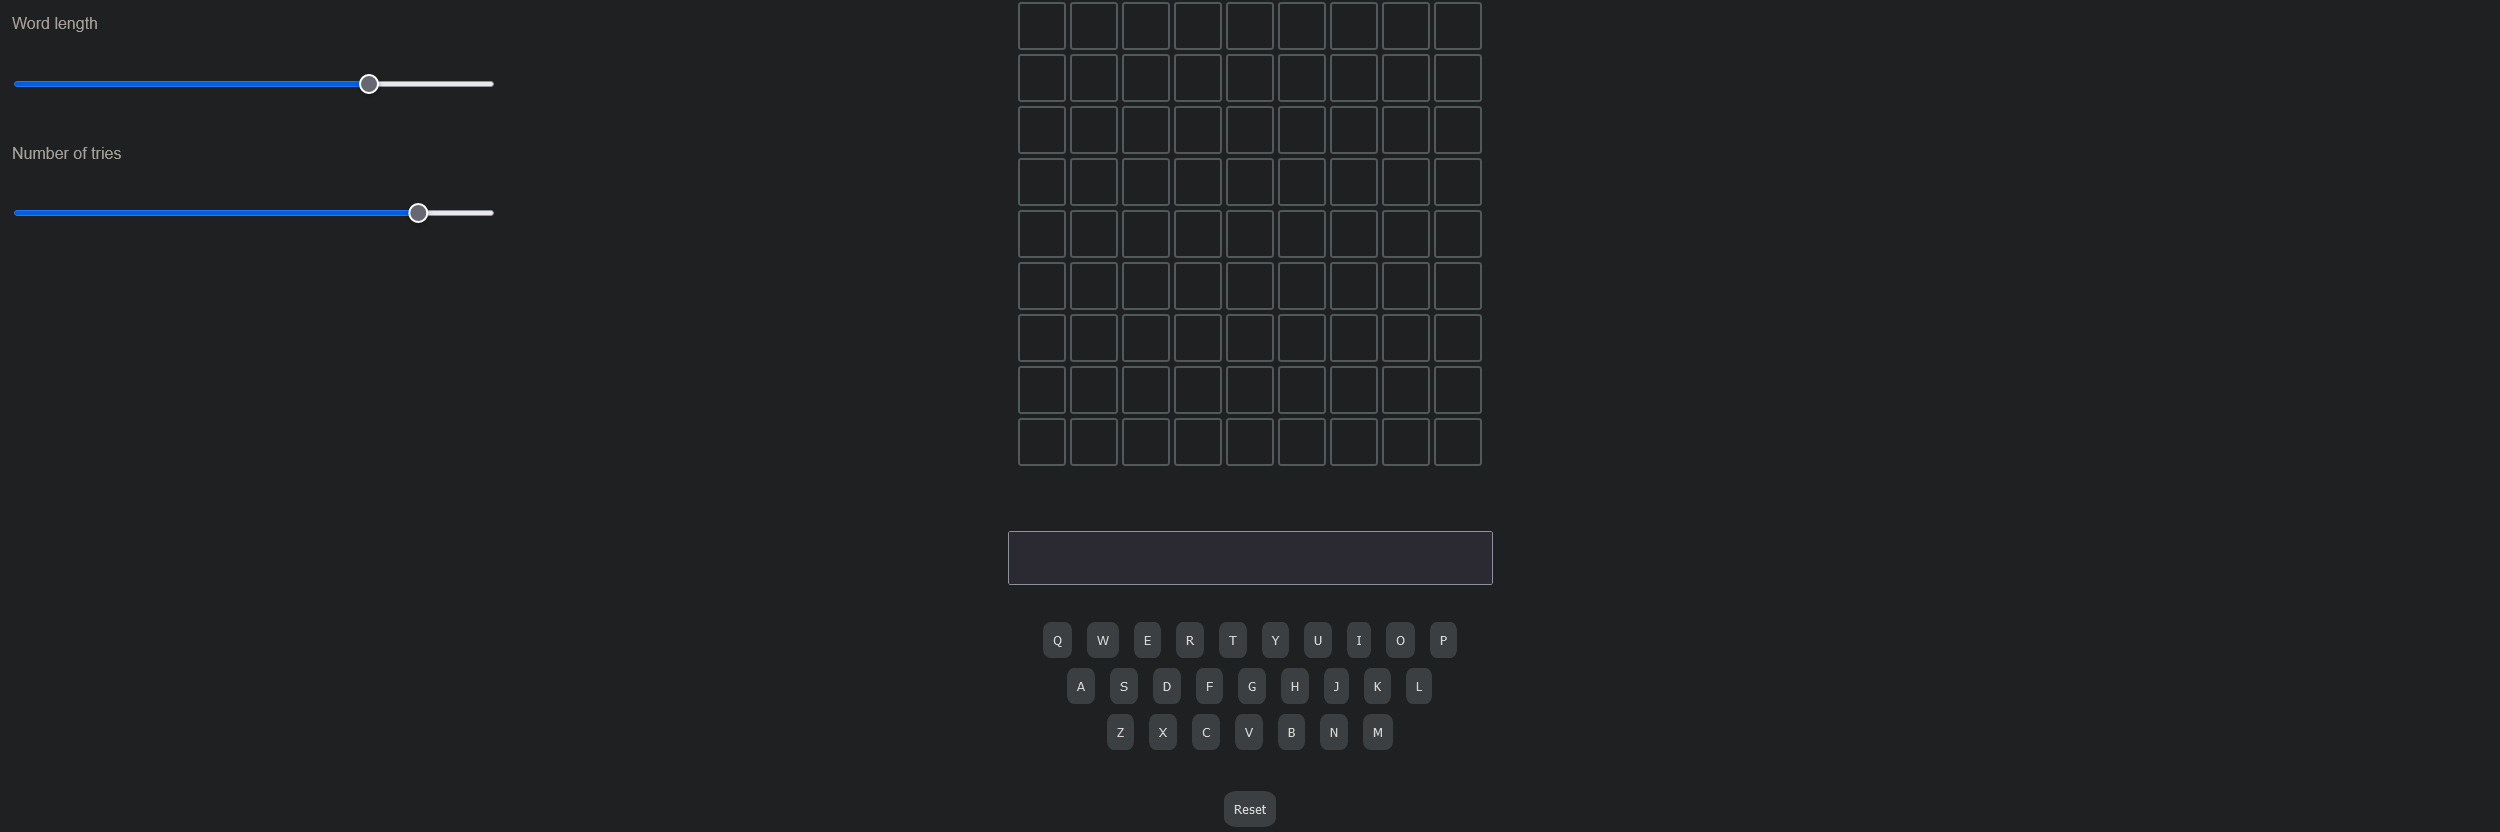 Word length
Number of tries
Q W E R T Y U I O P
A S D F G H J K L
Z X C V B N M
Reset